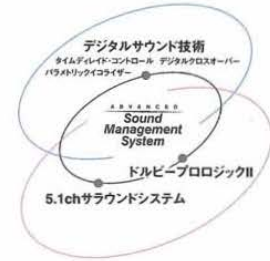 デジタルサウンド技術
タイムディレイド・コントロール デジタルクロスオーバー
パラメトリックイコライザー
ADVANCED
Sound
Management
System
ドルビープロロジックII
5.1chサラウンドシステム